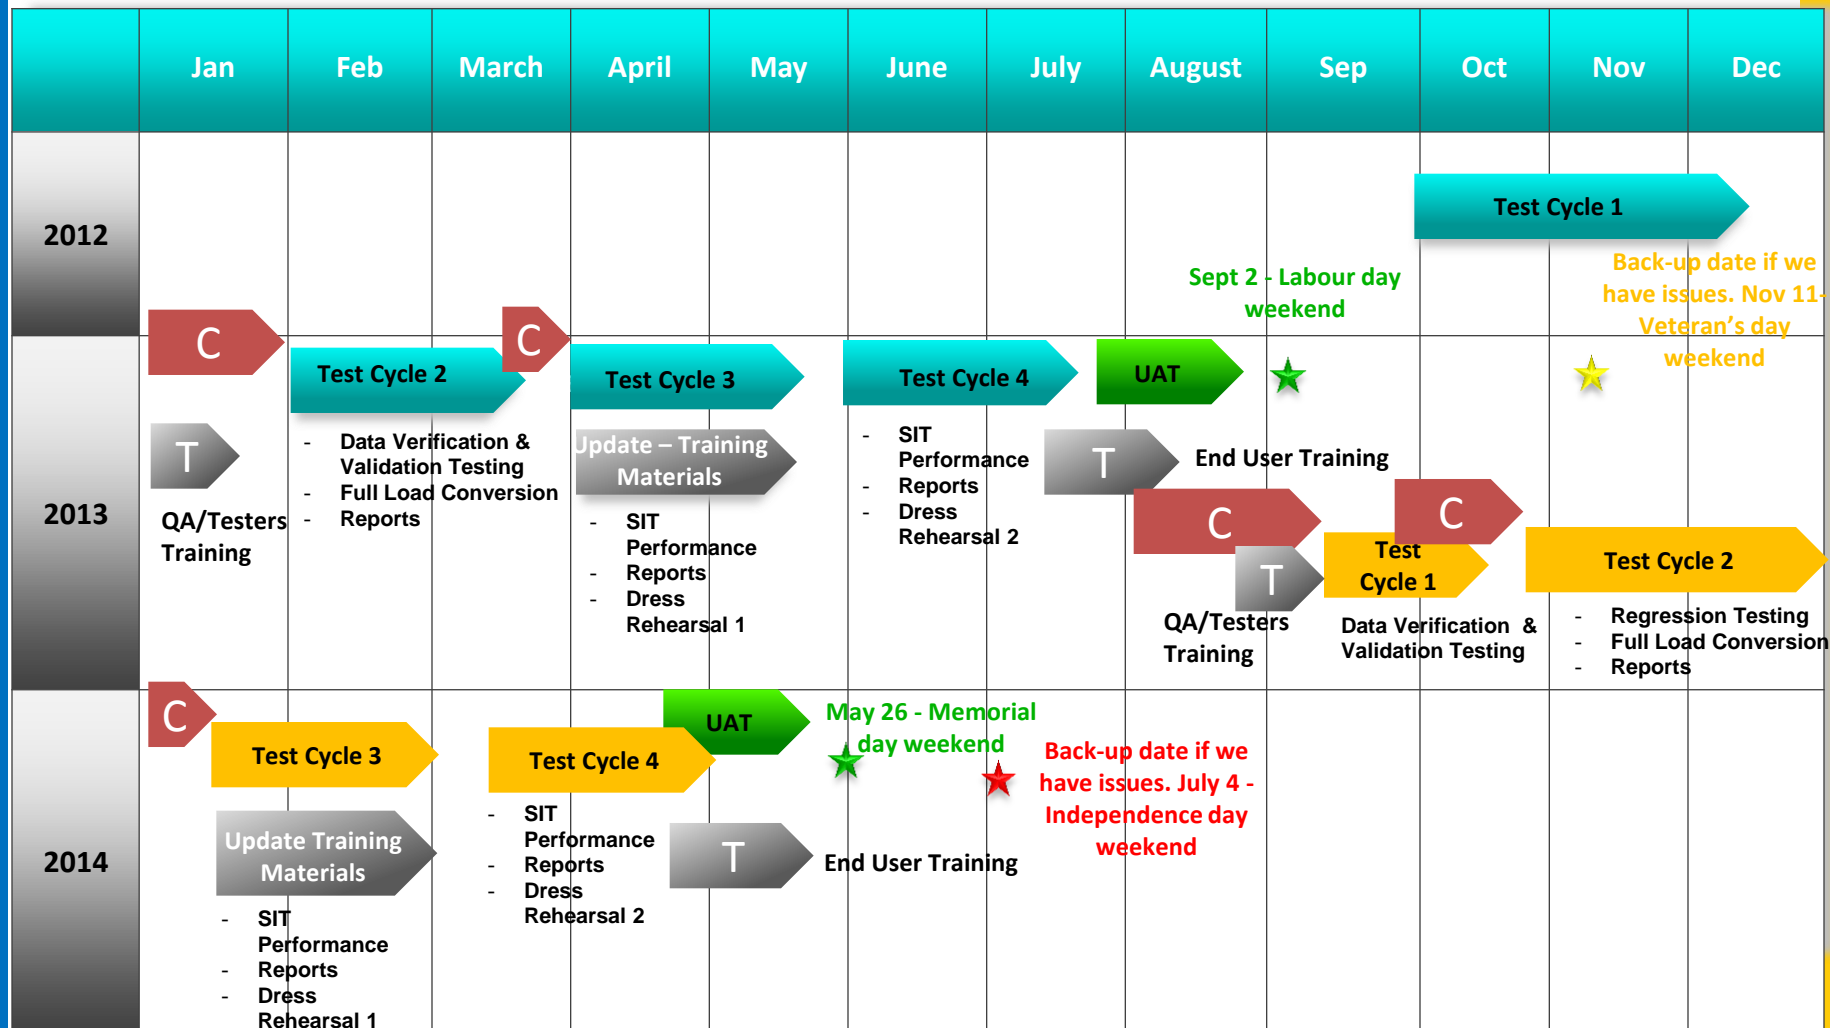 Jan Feb March April May June July August Sep Oct Nov Dec
2012
Test Cycle 1
Sept 2 - Labour day
weekend
Back-up date if we
have issues. Nov 11-
Veteran’s day
weekend
2013
C
Test Cycle 2
C
Test Cycle 3
Test Cycle 4
UAT
T
QA/Testers
Training
- Data Verification &
Validation Testing
- Full Load Conversion
- Reports
Update – Training
Materials
- SIT
Performance
- Reports
- Dress
Rehearsal 1
- SIT
Performance
- Reports
- Dress
Rehearsal 2
T
End User Training
C
T
QA/Testers
Training
C
Test
Cycle 1
Data Verification &
Validation Testing
Test Cycle 2
- Regression Testing
- Full Load Conversion
- Reports
2014
C
Test Cycle 3
Update Training
Materials
- SIT
Performance
- Reports
- Dress
Rehearsal 1
UAT
Test Cycle 4
- SIT
Performance
- Reports
- Dress
Rehearsal 2
T
End User Training
May 26 - Memorial
day weekend
Back-up date if we
have issues. July 4 -
Independence day
weekend